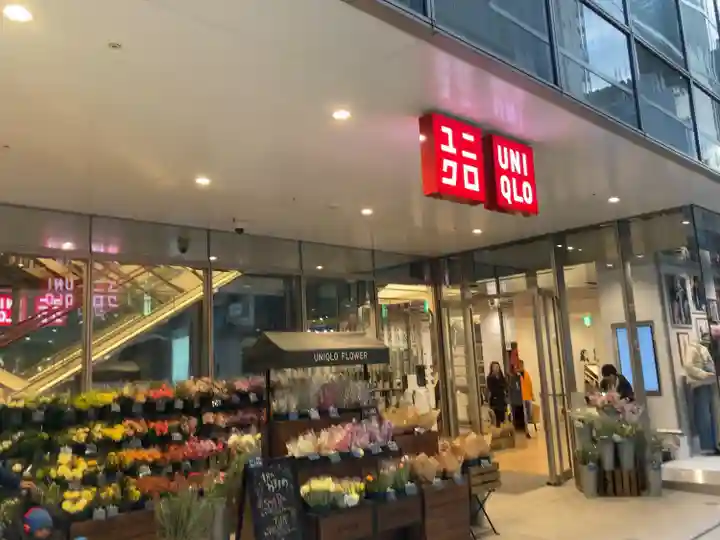 ユニ
クロ
UNI
QLO
UNIQLO FLOWER